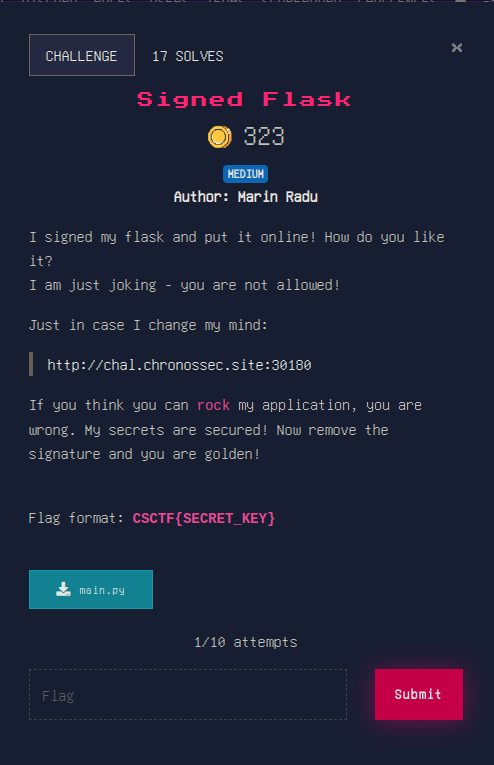 CHALLENGE
17 SOLVES
×
Signed Flask
323
MEDIUM
Author: Marin Radu
I signed my flask and put it online! How do you like
it?
I am just joking - you are not allowed!
Just in case I change my mind:
http://chal.chronossec.site:30180
If you think you can rock my application, you are
wrong. My secrets are secured! Now remove the
signature and you are golden!
Flag format: CSCTF{SECRET_KEY}
main.py
1/10 attempts
Flag
Submit